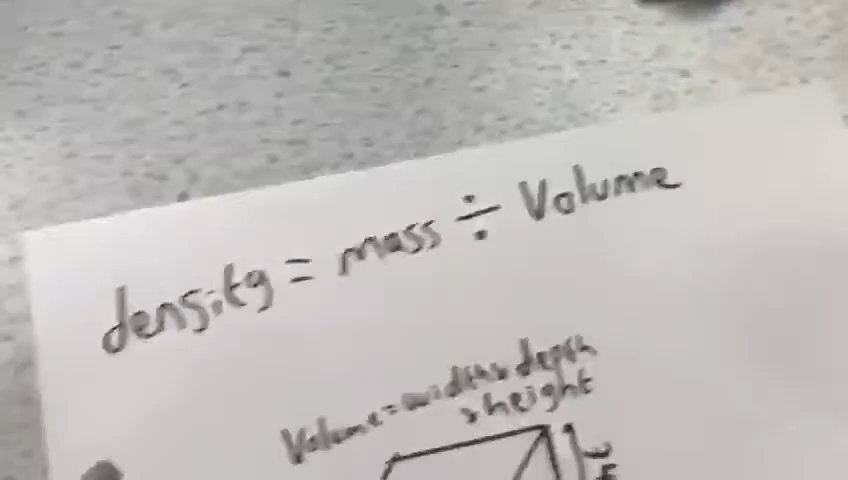 density = mass ÷ Volume
Volume = width x depth
x height